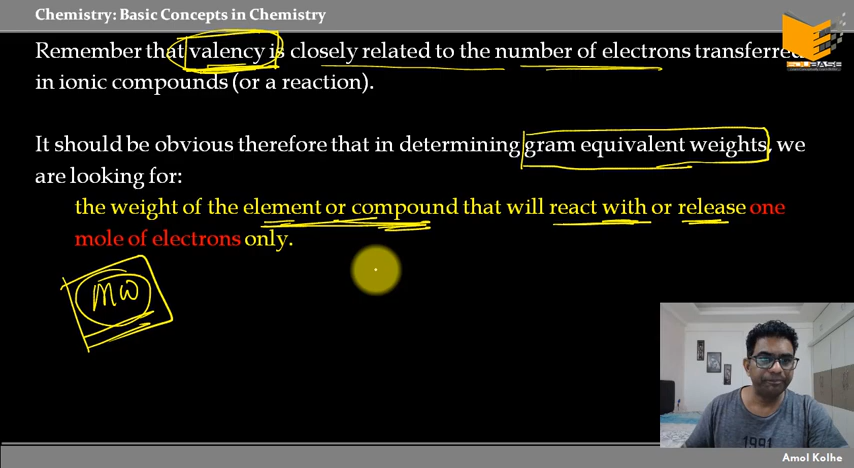 Chemistry: Basic Concepts in Chemistry
Remember that valency is closely related to the number of electrons transferred
in ionic compounds (or a reaction).
It should be obvious therefore that in determining gram equivalent weights, we
are looking for:
the weight of the element or compound that will react with or release one
mole of electrons only.
MW
1991
Amol Kolhe